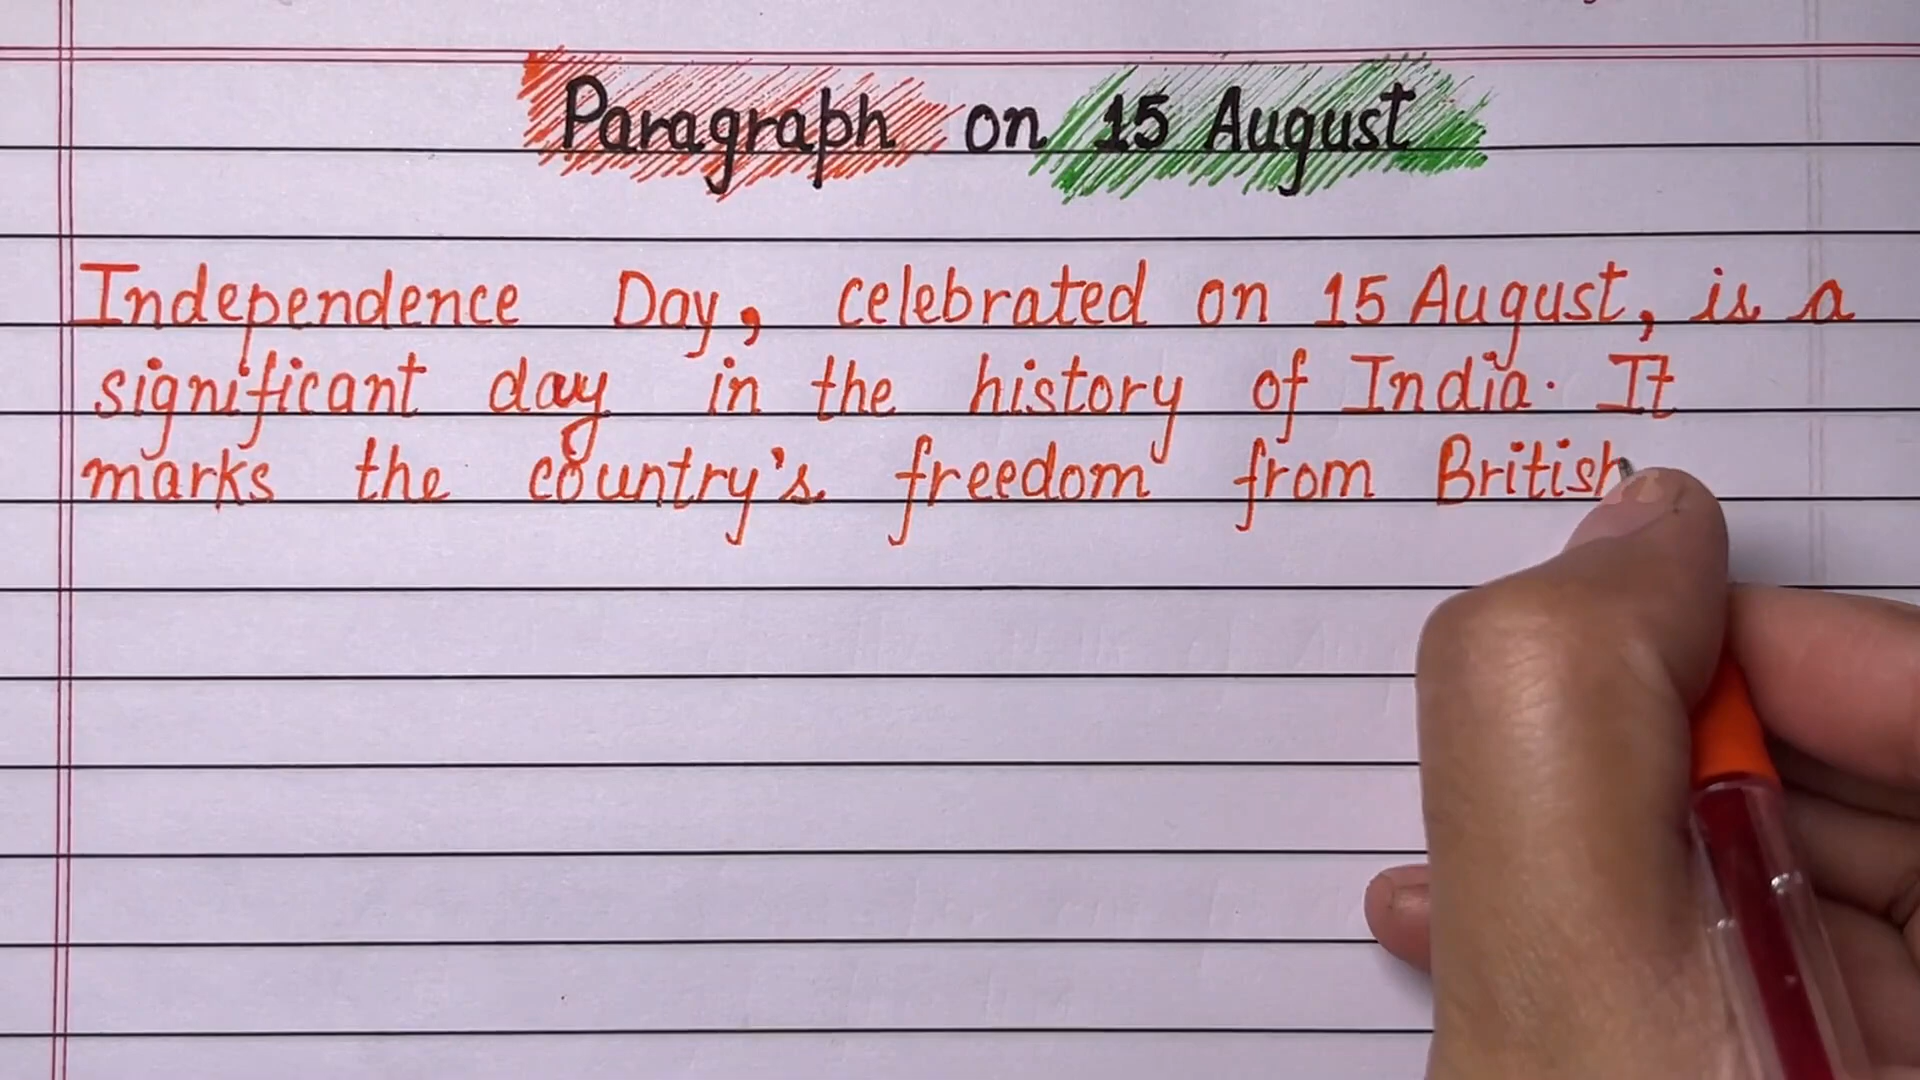 Paragraph on 15 August
Independence Day, celebrated on 15 August, is a
significant day in the history of India. It
marks the country's freedom from British